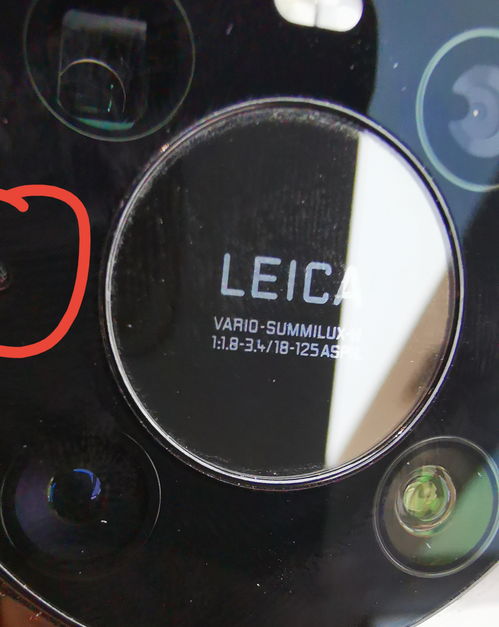 LEICA
VARIO-SUMMILUX-H
1:1.8-3.4/18-125 ASPH.